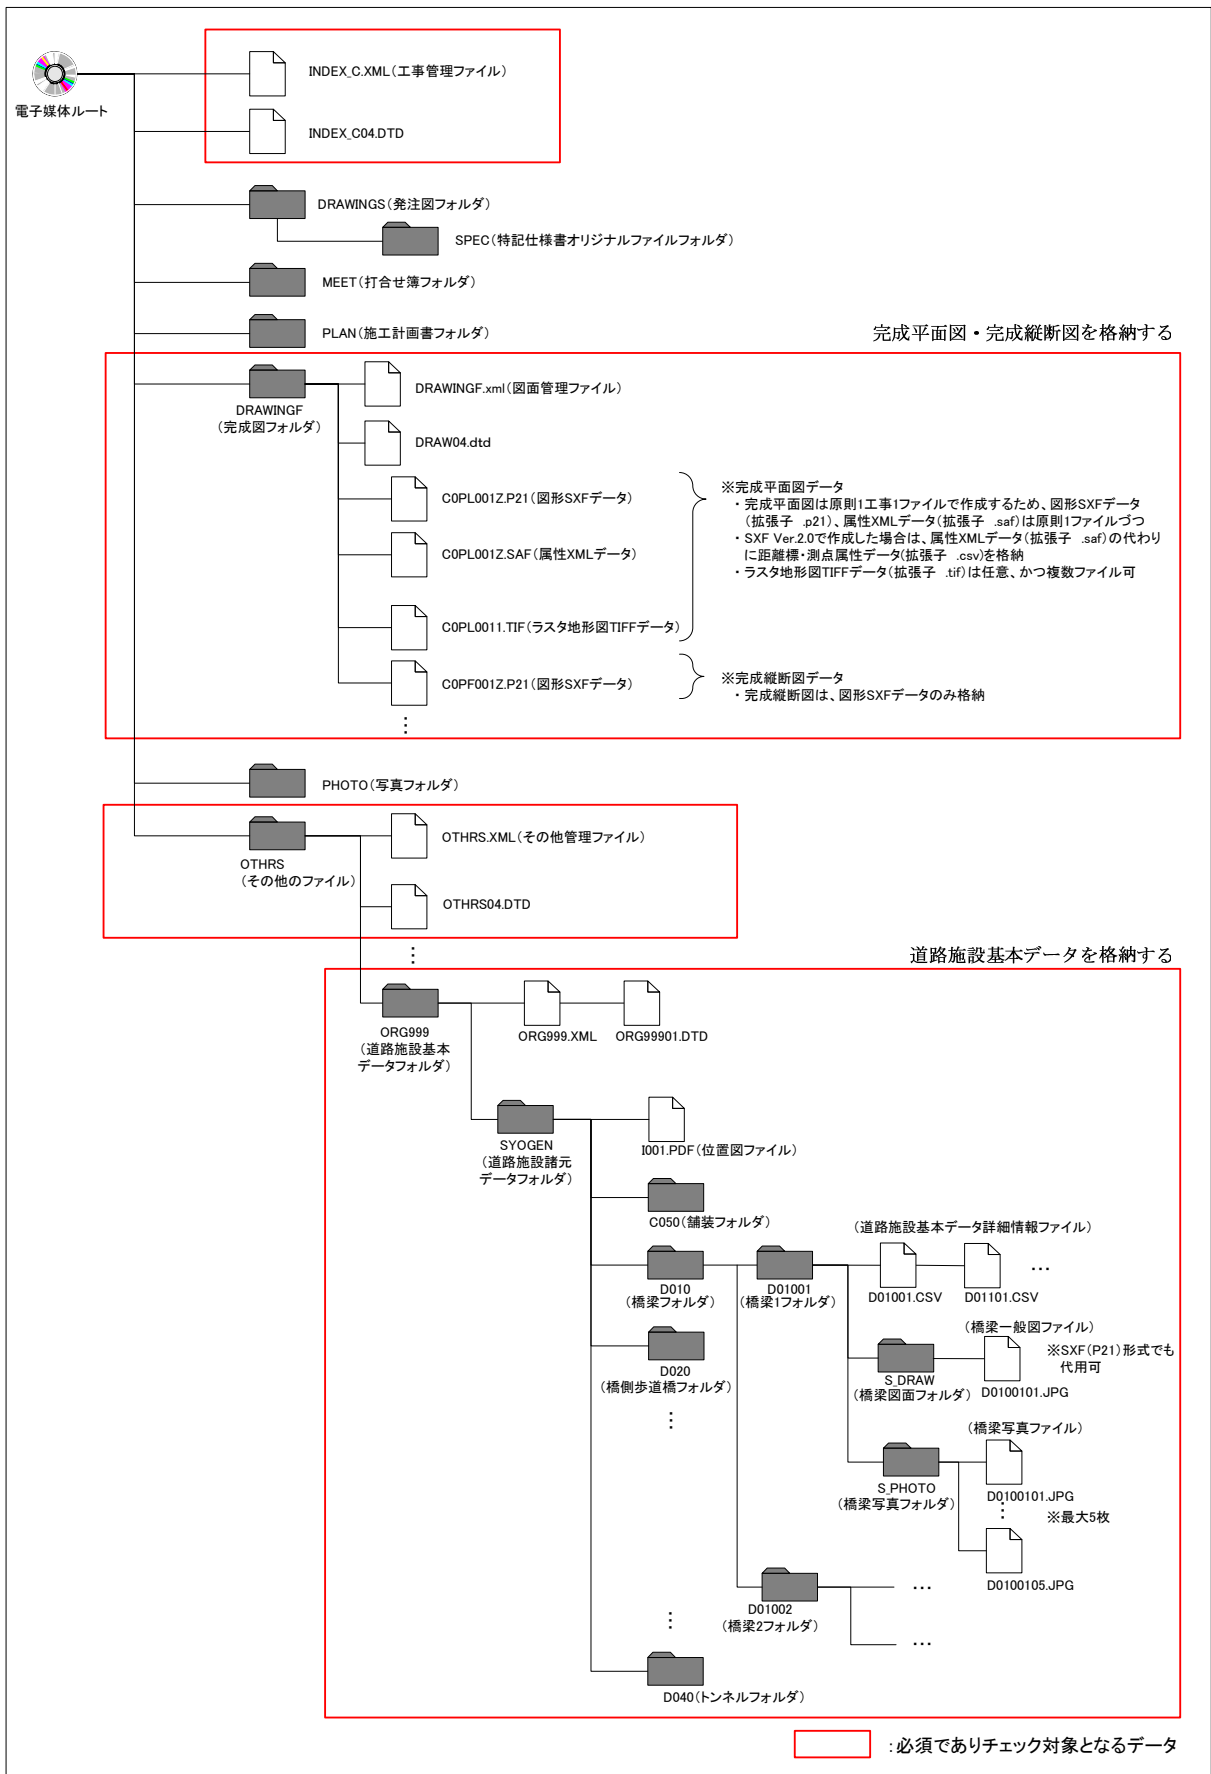 電子媒体ルート
INDEX_C.XML(工事管理ファイル)
INDEX_C04.DTD
DRAWINGS(発注図フォルダ)
SPEC(特記仕様書オリジナルファイルフォルダ)
MEET(打合せ簿フォルダ)
PLAN(施工計画書フォルダ)
完成平面図・完成縦断図を格納する
DRAWINGF
(完成図フォルダ)
DRAWINGF.xml(図面管理ファイル)
DRAW04.dtd
C0PL001Z.P21(図形SXFデータ)
C0PL001Z.SAF(属性XMLデータ)
C0PL0011.TIF(ラスタ地形図TIFFデータ)
C0PF001Z.P21(図形SXFデータ)
⋮
※完成平面図データ
・完成平面図は原則1工事1ファイルで作成するため、図形SXFデータ
(拡張子 .p21)、属性XMLデータ(拡張子 .saf)は原則1ファイルづつ
・SXF Ver.2.0で作成した場合は、属性XMLデータ(拡張子 .saf)の代わり
に距離標・測点属性データ(拡張子 .csv)を格納
・ラスタ地形図TIFFデータ(拡張子 .tif)は任意、かつ複数ファイル可
※完成縦断図データ
・完成縦断図は、図形SXFデータのみ格納
PHOTO(写真フォルダ)
OTHRS
(その他のファイル)
OTHRS.XML(その他管理ファイル)
OTHRS04.DTD
⋮
道路施設基本データを格納する
ORG999
(道路施設基本
データフォルダ)
ORG999.XML
ORG99901.DTD
SYOGEN
(道路施設諸元
データフォルダ)
I001.PDF(位置図ファイル)
C050(舗装フォルダ)
D010
(橋梁フォルダ)
D01001
(橋梁1フォルダ)
(道路施設基本データ詳細情報ファイル)
D01001.CSV
D01101.CSV
…
D020
(橋側歩道橋フォルダ)
⋮
S_DRAW
(橋梁図面フォルダ)
(橋梁一般図ファイル)
D0100101.JPG
※SXF(P21)形式でも
代用可
S_PHOTO
(橋梁写真フォルダ)
(橋梁写真ファイル)
D0100101.JPG
⋮
※最大5枚
D0100105.JPG
D01002
(橋梁2フォルダ)
…
…
⋮
D040(トンネルフォルダ)
:必須でありチェック対象となるデータ